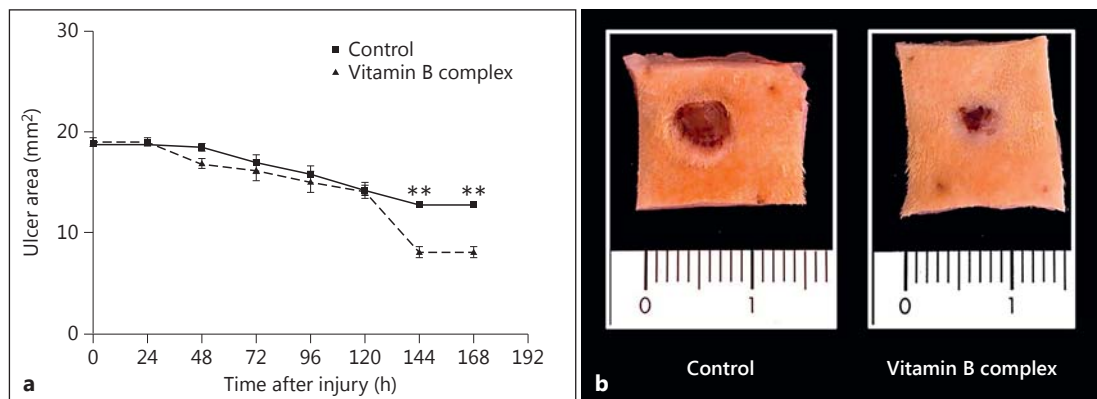 30
20
10
0
Ulcer area (mm²)
Control
Vitamin B complex
** **
0 24 48 72 96 120 144 168 192
Time after injury (h)
a
0 1
0 1
Control
Vitamin B complex
b